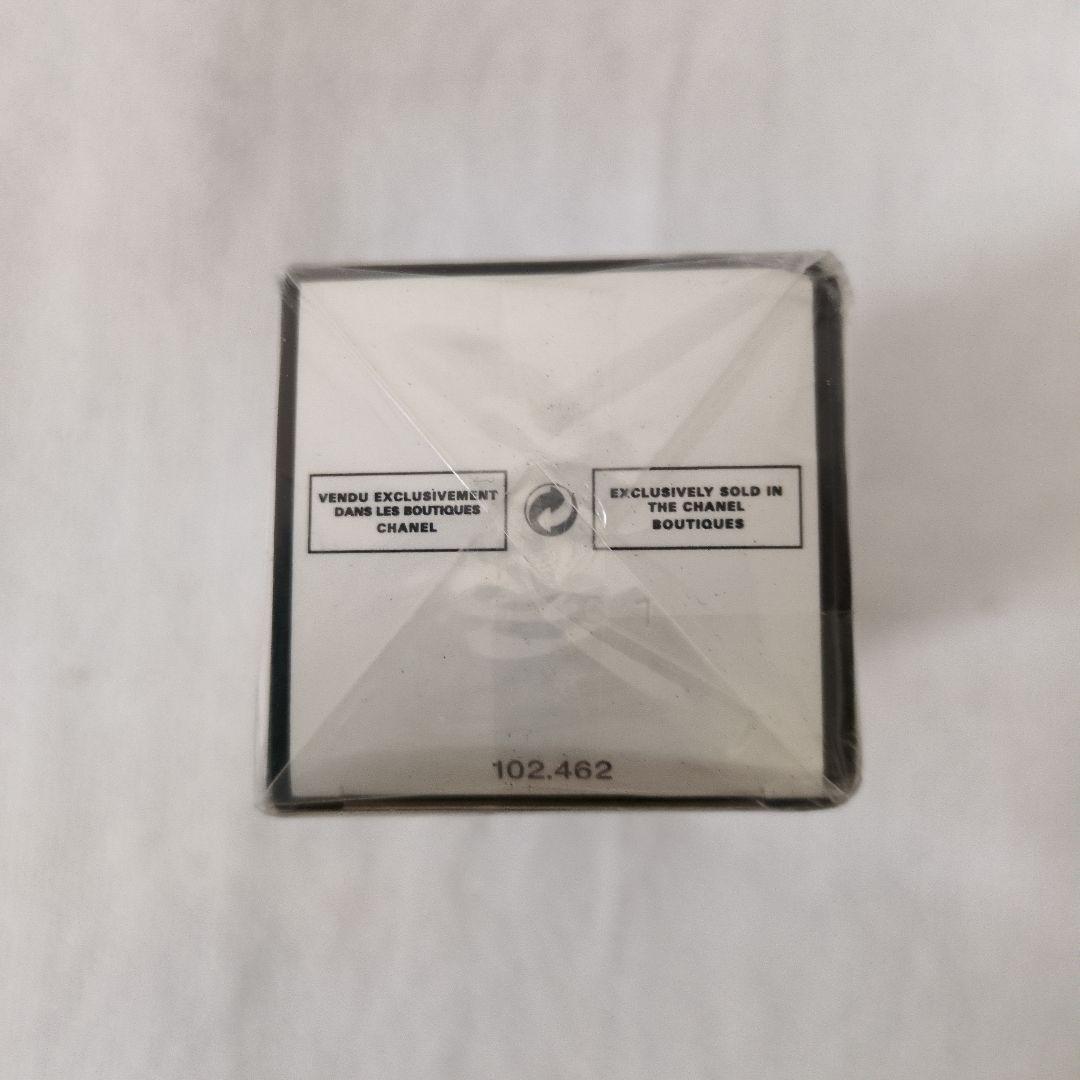 VENDU EXCLUSIVEMENT
DANS LES BOUTIQUES
CHANEL
EXCLUSIVELY SOLD IN
THE CHANEL
BOUTIQUES
102.462